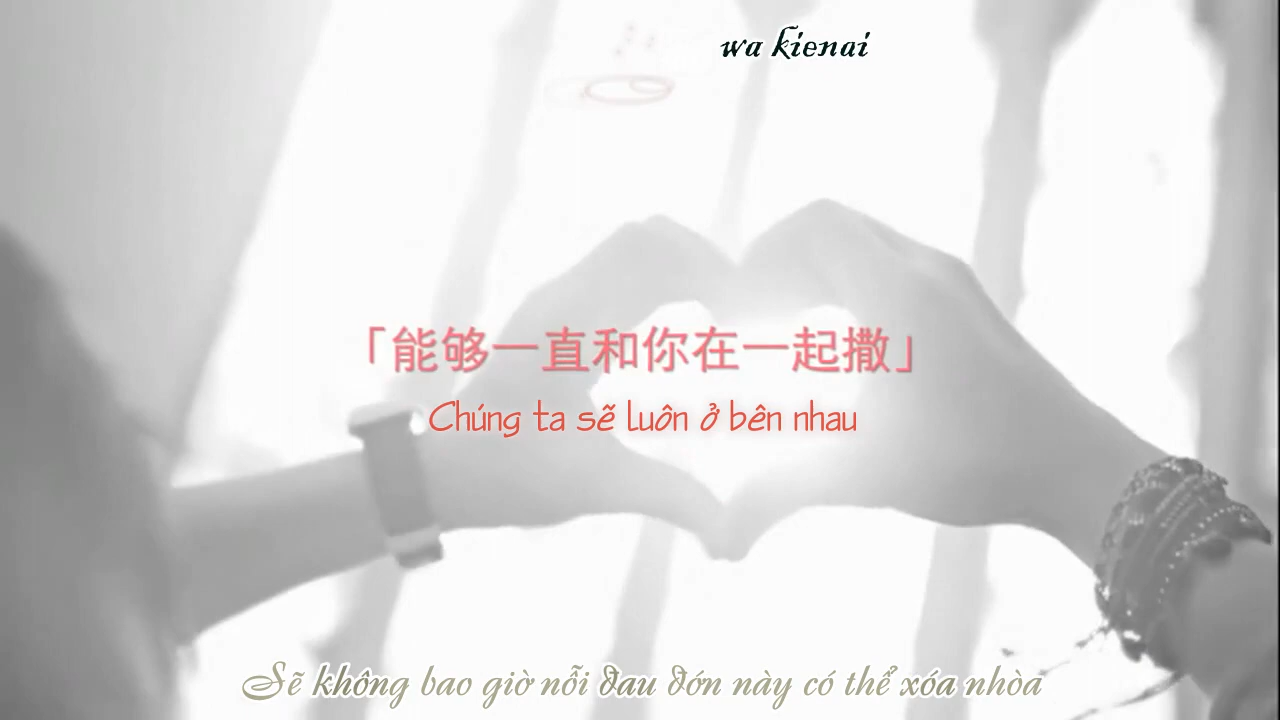 wa kienai
「能够一直和你在一起撒」
Chúng ta sẽ luôn ở bên nhau
Sẽ không bao giờ nỗi đau đớn này có thể xóa nhòa